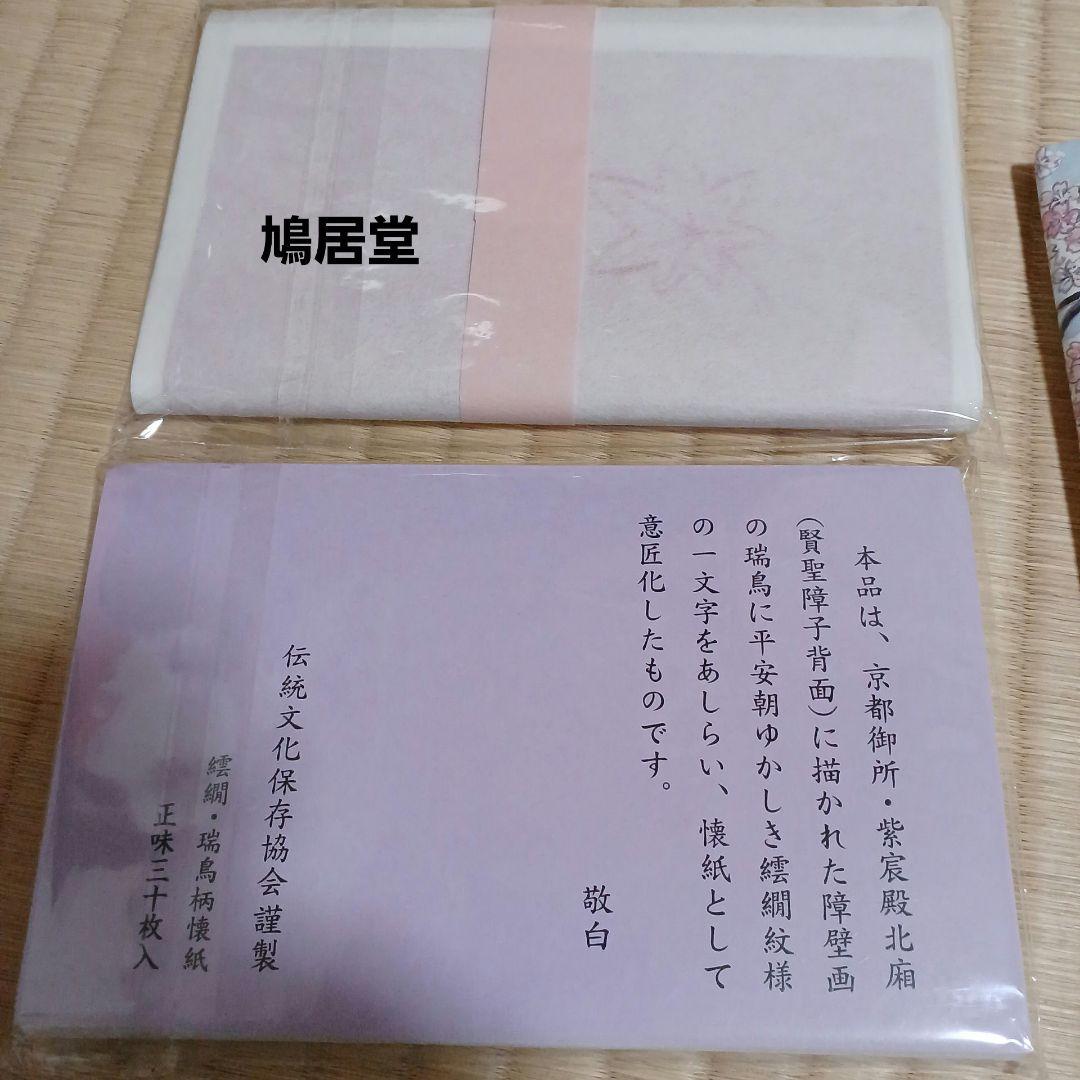 鳩居堂
本品は、京都御所・紫宸殿北廂
(賢聖障子背面)に描かれた障壁画
の瑞鳥に平安朝ゆかしき繧繝紋様
の一文字をあしらい、懐紙として
意匠化したものです。
敬白
伝統文化保存協会謹製
繧繝・瑞鳥柄懐紙
正味三十枚入